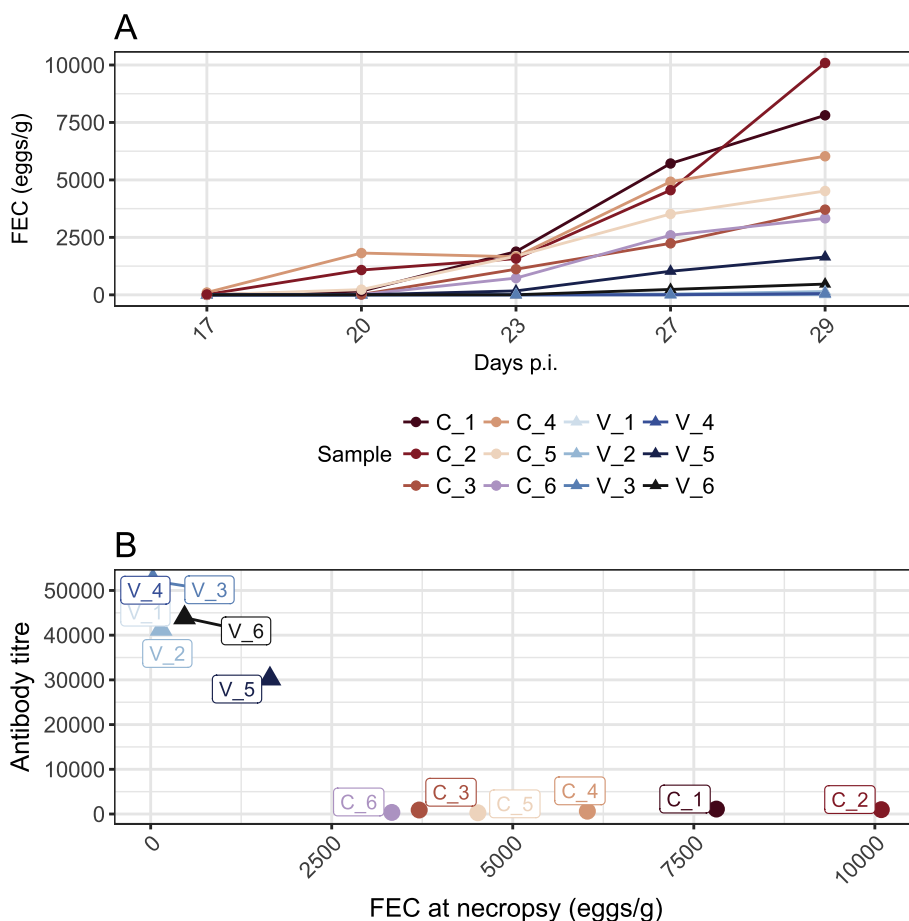 A
FEC (eggs/g)
10000
7500
5000
2500
0
17 20 23 27 29
Days p.i.
Sample
C_1 C_4 V_1 V_4
C_2 C_5 V_2 V_5
C_3 C_6 V_3 V_6
B
Antibody titre
50000
40000
30000
20000
10000
0
V_4 V_3
V_1
V_6
V_2
V_5
C_6 C_3 C_5 C_4 C_1 C_2
0 2500 5000 7500 10000
FEC at necropsy (eggs/g)